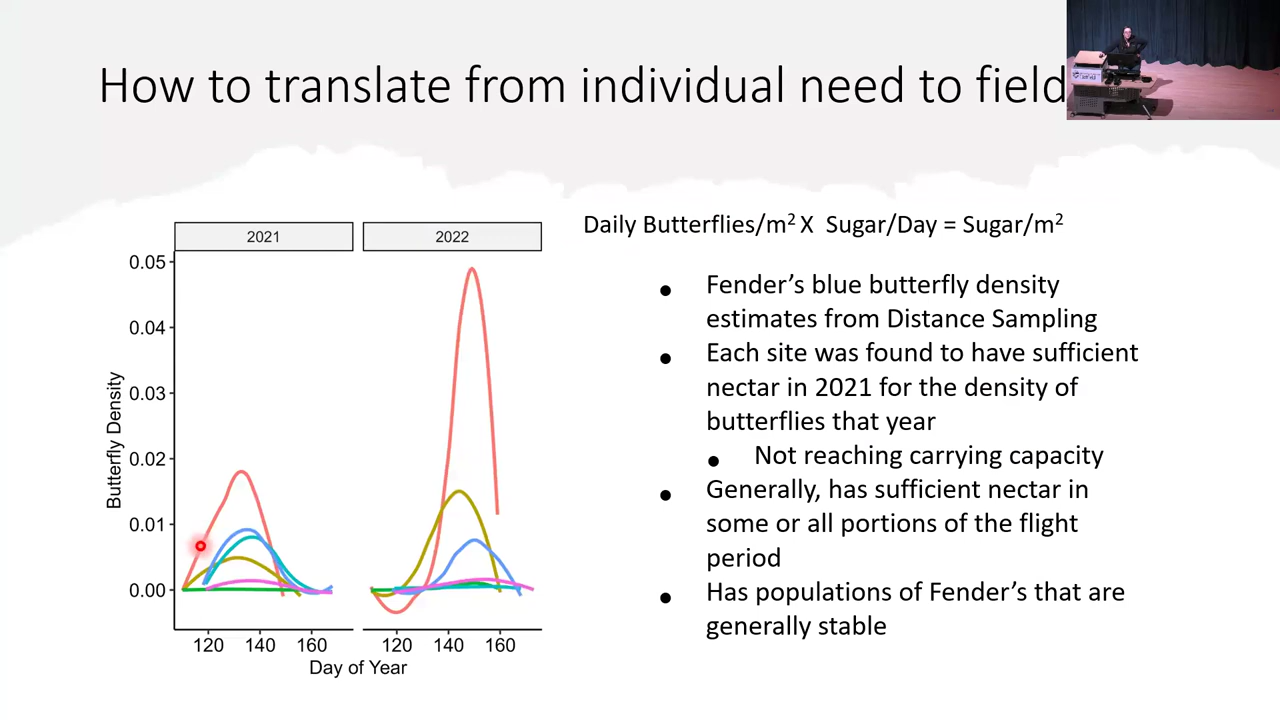 How to translate from individual need to field
2021
2022
0.05
0.04
0.03
0.02
0.01
0.00
Butterfly Density
120 140 160
120 140 160
Day of Year
Daily Butterflies/m² X Sugar/Day = Sugar/m²
• Fender's blue butterfly density
estimates from Distance Sampling
• Each site was found to have sufficient
nectar in 2021 for the density of
butterflies that year
• Not reaching carrying capacity
• Generally, has sufficient nectar in
some or all portions of the flight
period
• Has populations of Fender's that are
generally stable